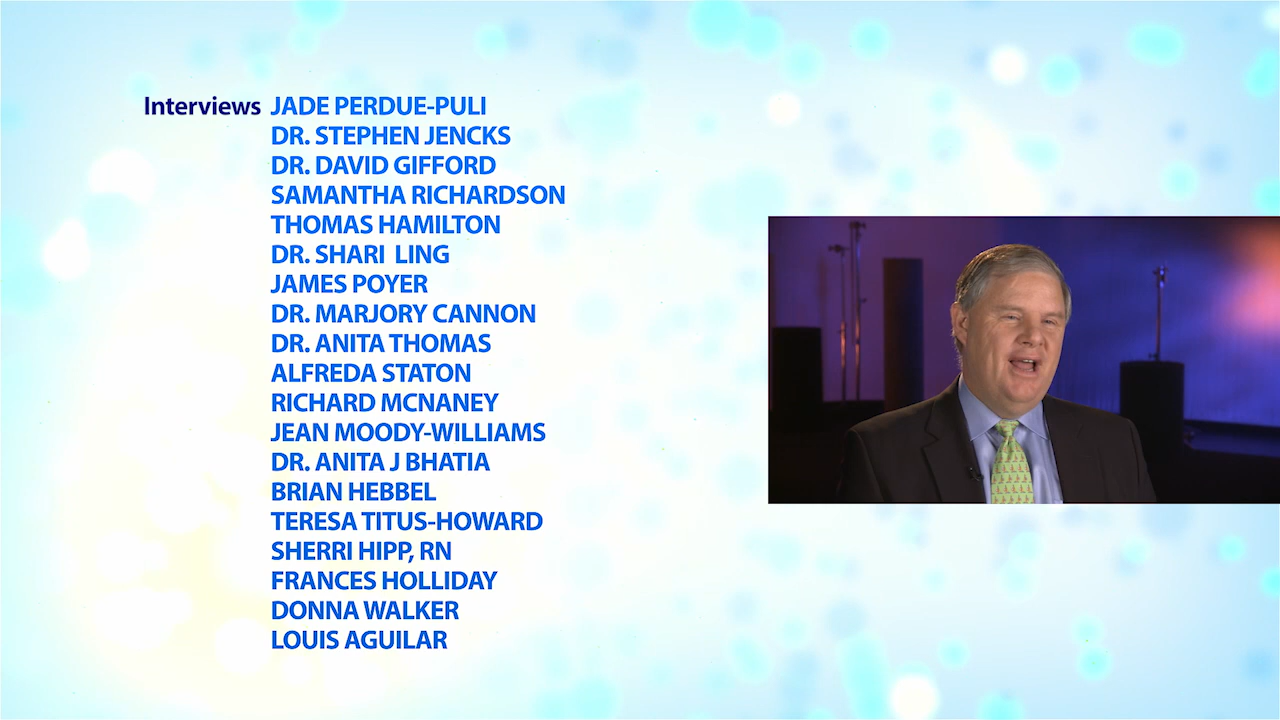 Interviews JADE PERDUE-PULI
DR. STEPHEN JENCKS
DR. DAVID GIFFORD
SAMANTHA RICHARDSON
THOMAS HAMILTON
DR. SHARI  LING
JAMES POYER
DR. MARJORY CANNON
DR. ANITA THOMAS
ALFREDA STATON
RICHARD MCNANEY
JEAN MOODY-WILLIAMS
DR. ANITA J BHATIA
BRIAN HEBBEL
TERESA TITUS-HOWARD
SHERRI HIPP, RN
FRANCES HOLLIDAY
DONNA WALKER
LOUIS AGUILAR